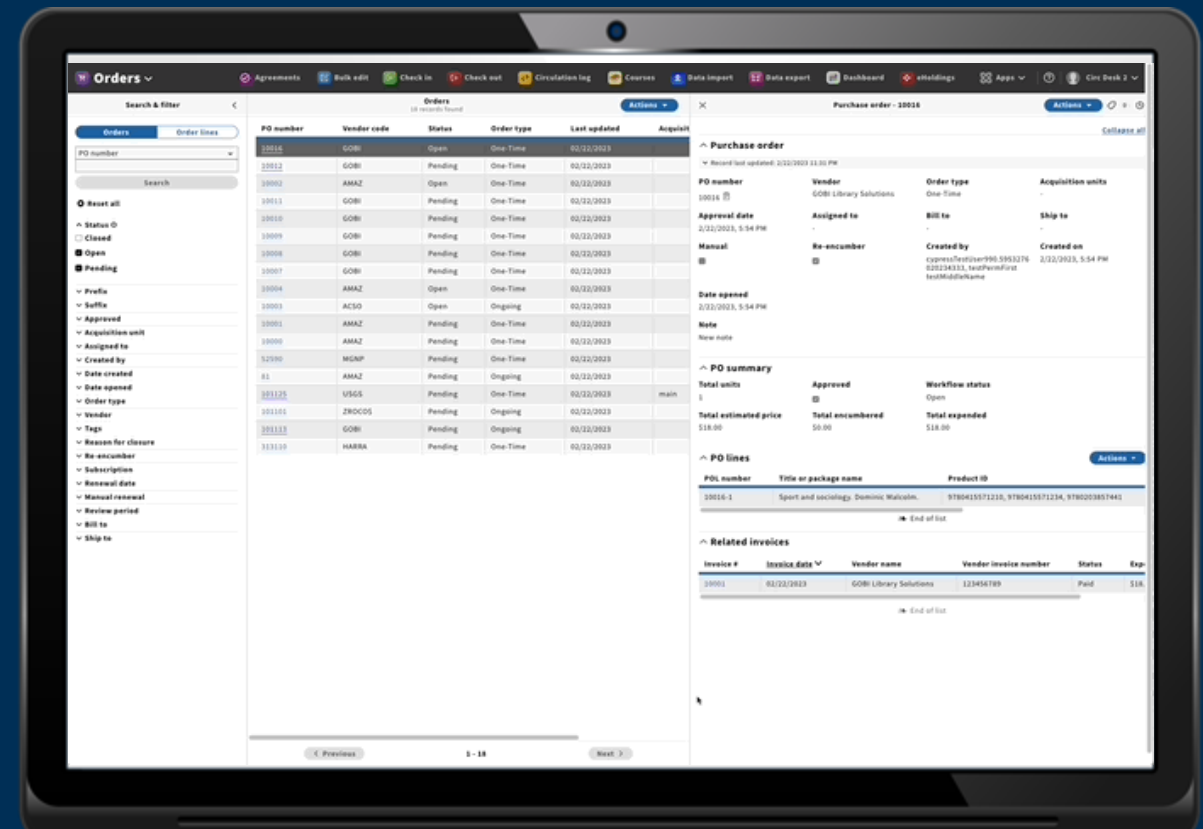 Orders
Agreements Bulk edit Check in Check out Circulation log Courses Data import Data export Dashboard eHoldings Apps Circ Desk 2
Search & filter
Orders Order lines
PO number
Search
Reset all
Status
Closed
Open
Pending
Prefix
Suffix
Approved
Acquisition unit
Assigned to
Created by
Date created
Date opened
Order type
Vendor
Tags
Reason for closure
Re-encumber
Subscription
Renewal date
Manual renewal
Review period
Bill to
Ship to
Orders
18 records found
Actions
PO number Vendor code Status Order type Last updated Acquisit
10016 GOBI Open One-Time 02/22/2023
10012 GOBI Pending One-Time 02/22/2023
10002 AMAZ Open One-Time 02/22/2023
10011 GOBI Pending One-Time 02/22/2023
10010 GOBI Pending One-Time 02/22/2023
10009 GOBI Pending One-Time 02/22/2023
10008 GOBI Pending One-Time 02/22/2023
10007 GOBI Pending One-Time 02/22/2023
10004 AMAZ Open One-Time 02/22/2023
10003 ACSO Open Ongoing 02/22/2023
10001 AMAZ Pending One-Time 02/22/2023
10000 AMAZ Pending One-Time 02/22/2023
52590 MGNP Pending One-Time 02/22/2023
61 AMAZ Pending Ongoing 02/22/2023
101125 USGS Pending One-Time 02/22/2023 main
101101 ZROCOS Pending Ongoing 02/22/2023
101113 GOBI Pending Ongoing 02/22/2023
313110 HARRA Pending One-Time 02/22/2023
Previous 1 - 18 Next
Purchase order - 10016
Actions
Collapse all
Purchase order
Record last updated: 2/22/2023 11:31 PM
PO number Vendor Order type Acquisition units
10016 GOBI Library Solutions One-Time -
Approval date Assigned to Bill to Ship to
2/22/2023, 5:54 PM - - -
Manual Re-encumber Created by Created on
cypressTestUser990.5953276 2/22/2023, 5:54 PM
020234333, testPermFirst
testMiddleName
Date opened
2/22/2023, 5:54 PM
Note
New note
PO summary
Total units Approved Workflow status
1 Open
Total estimated price Total encumbered Total expended
$18.00 $0.00 $18.00
PO lines
Actions
POL number Title or package name Product ID
10016-1 Sport and sociology. Dominic Malcolm. 9780415571210, 9780415571234, 9780203857441
End of list
Related invoices
Invoice # Invoice date Vendor name Vendor invoice number Status Exp
10001 02/22/2023 GOBI Library Solutions 123456789 Paid $18.
End of list